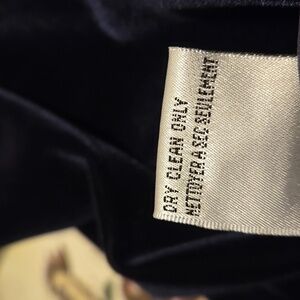 DRY CLEAN ONLY
NETTOYER A SEC SEULEMENT